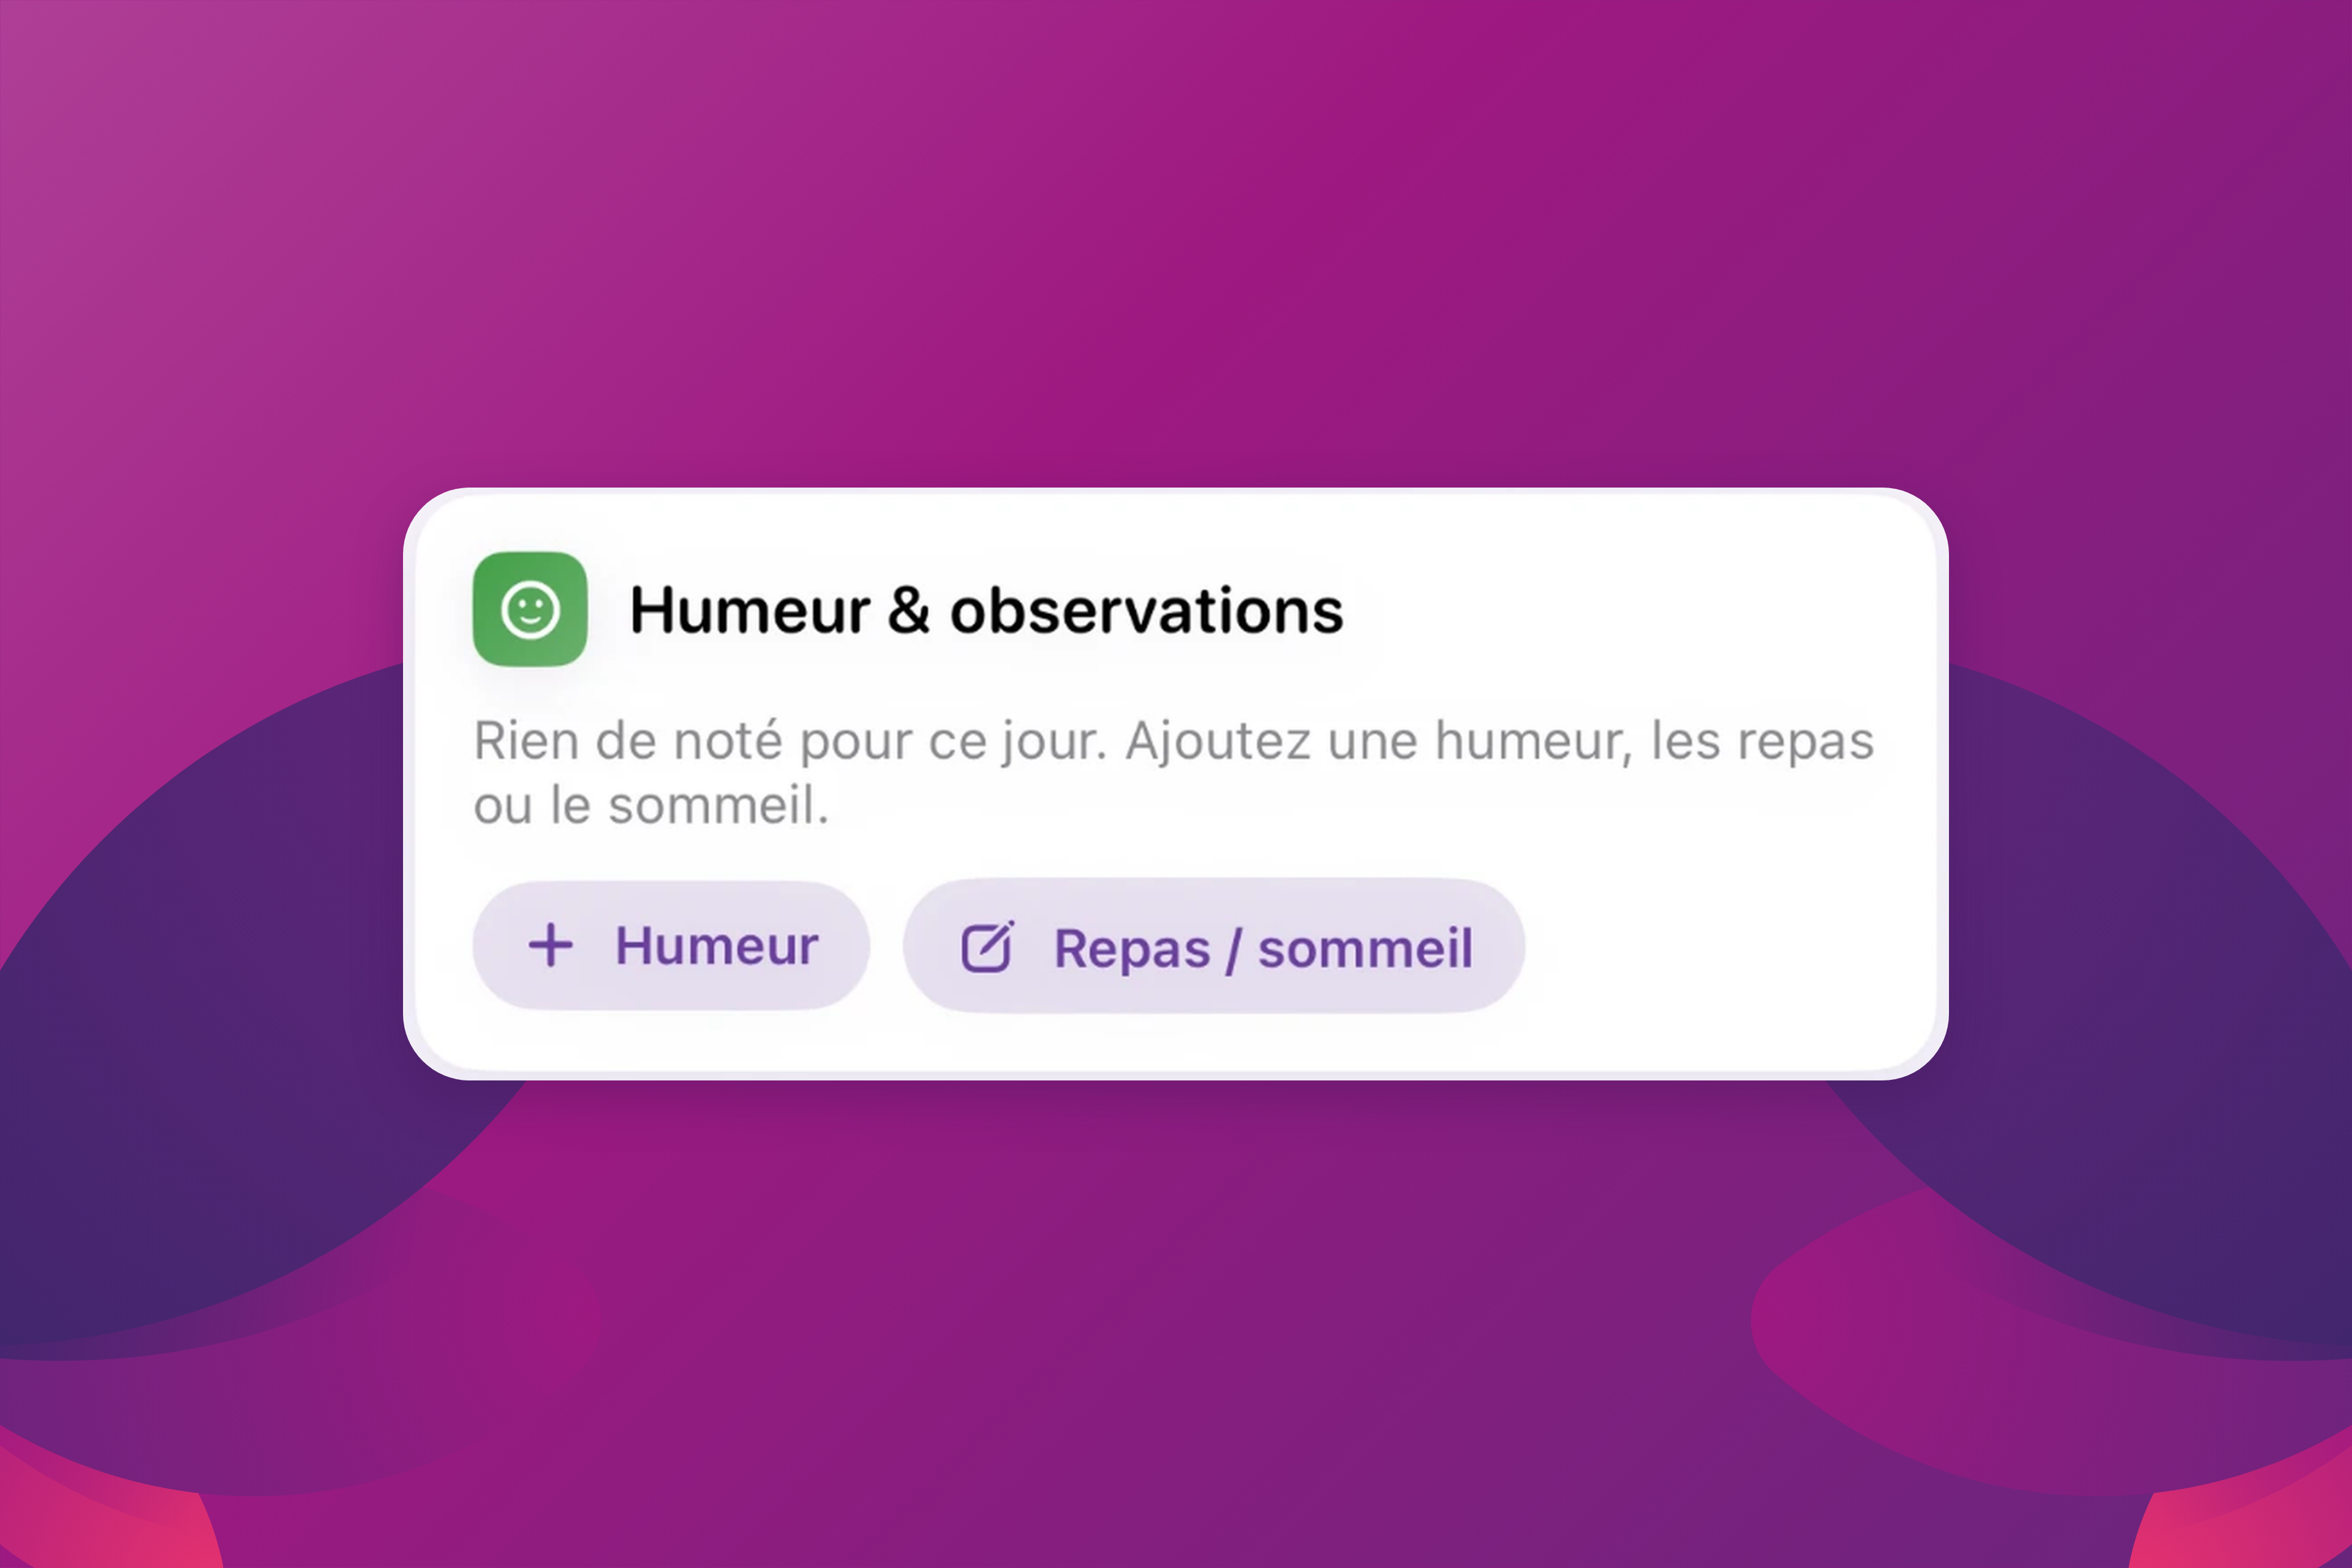 Humeur & observations
Rien de noté pour ce jour. Ajoutez une humeur, les repas
ou le sommeil.
+ Humeur
Repas / sommeil